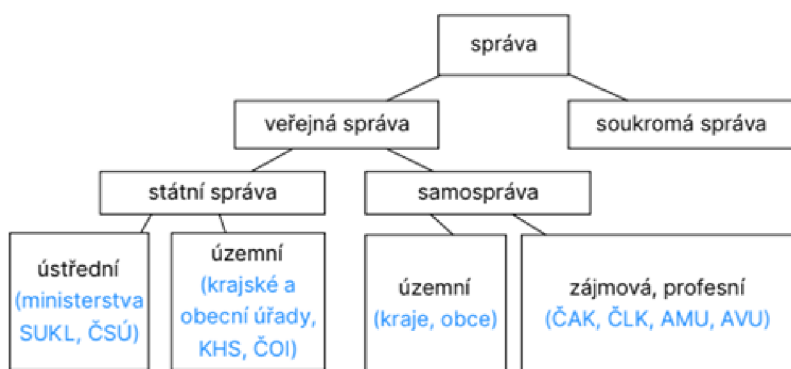 správa
veřejná správa
soukromá správa
státní správa
samospráva
ústřední
(ministerstva
SUKL, ČSÚ)
územní
(krajské a
obecní úřady,
KHS, ČOI)
územní
(kraje, obce)
zájmová, profesní
(ČAK, ČLK, AMU, AVU)